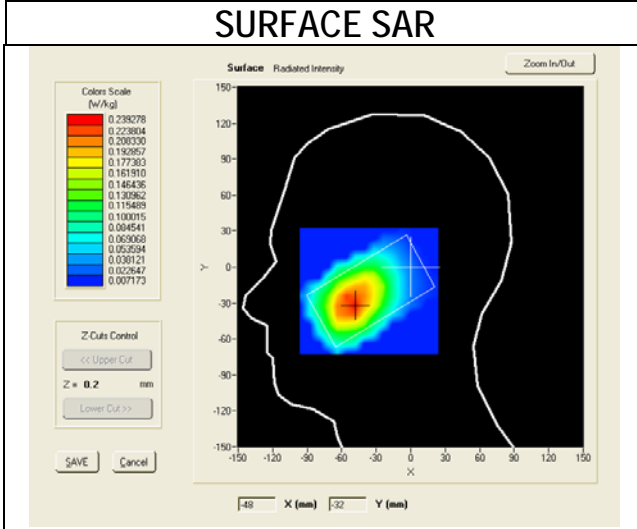 SURFACE SAR
Surface Radiated Intensity
Zoom In/Out
Colors Scale
(W/kg)
0.239278
0.223804
0.208330
0.192857
0.177383
0.161910
0.146436
0.130962
0.115489
0.100015
0.084541
0.069068
0.053594
0.038121
0.022647
0.007173
Z-Cuts Control
<< Upper Cut
Z = 0.2 mm
Lower Cut >>
SAVE Cancel
150
120
90
60
30
0
-30
-60
-90
-120
-150
Y
-150 -120 -90 -60 -30 0 30 60 90 120 150
X
-48 X (mm) -32 Y (mm)